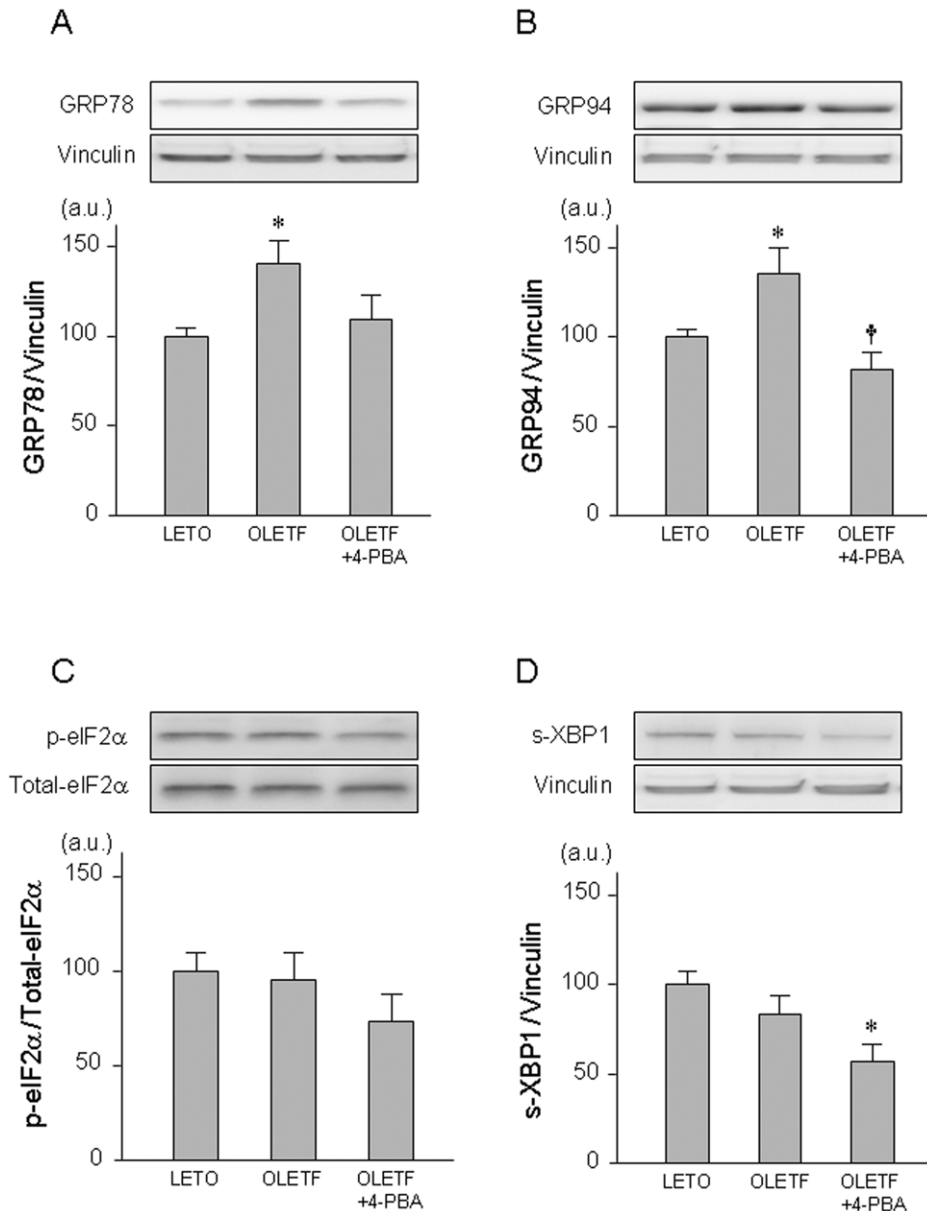 A
GRP78
Vinculin
(a.u.)
150
*
100
50
0
GRP78/Vinculin
LETO
OLETF
OLETF
+4-PBA
B
GRP94
Vinculin
(a.u.)
150
*
†
100
50
0
GRP94/Vinculin
LETO
OLETF
OLETF
+4-PBA
C
p-eIF2α
Total-eIF2α
(a.u.)
150
100
50
0
p-eIF2α/Total-eIF2α
LETO
OLETF
OLETF
+4-PBA
D
s-XBP1
Vinculin
(a.u.)
150
100
*
50
0
s-XBP1/Vinculin
LETO
OLETF
OLETF
+4-PBA